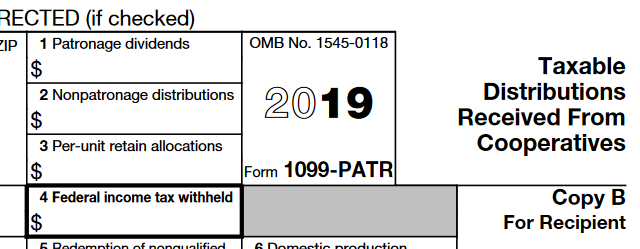 RECTED (if checked)
ZIP
1 Patronage dividends
$
OMB No. 1545-0118
2 Nonpatronage distributions
$
2019
3 Per-unit retain allocations
$
Form 1099-PATR
Taxable
Distributions
Received From
Cooperatives
4 Federal income tax withheld
$
Copy B
For Recipient
5 Redemption of nonqualified
6 Domestic production